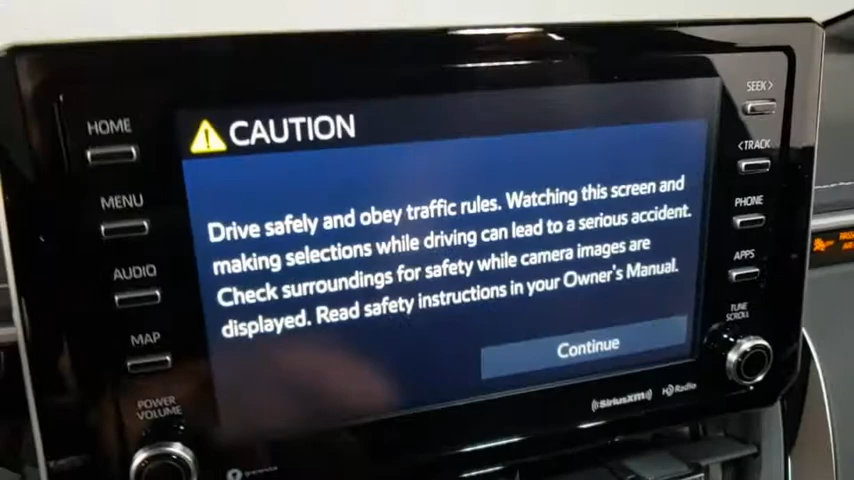 CAUTION
Drive safely and obey traffic rules. Watching this screen and
making selections while driving can lead to a serious accident.
Check surroundings for safety while camera images are
displayed. Read safety instructions in your Owner's Manual.
Continue
HOME
MENU
AUDIO
MAP
POWER
VOLUME
SEEK>
<TRACK
PHONE
APPS
TUNE
SCROLL
SiriusXM
HD Radio